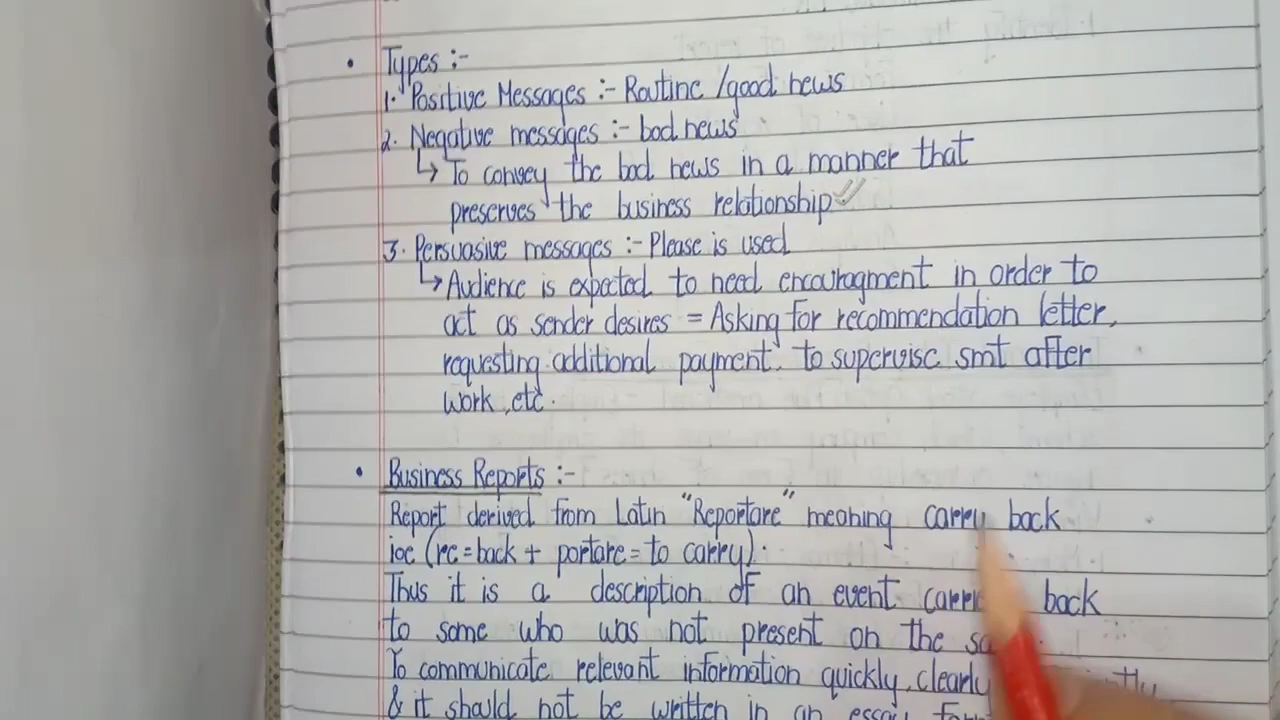 Types :-
1. Positive Messages :- Routine /good news
2. Negative messages :- bad news
↳ To convey the bad news in a manner that
preserves the business relationship
3. Persuasive messages :- Please is used
↳ Audience is expected to need encouragment in order to
act as sender desires = Asking for recommendation letter,
requesting additional payment to supervise smt after
work, etc.
Business Reports :-
Report derived from Latin "Reportare" meaning carry back
ioe (re = back + portare = to carry).
Thus it is a description of an event back
to some who was not present on the
To communicate relevant information quickly, clearly
& it should not be written in an essay